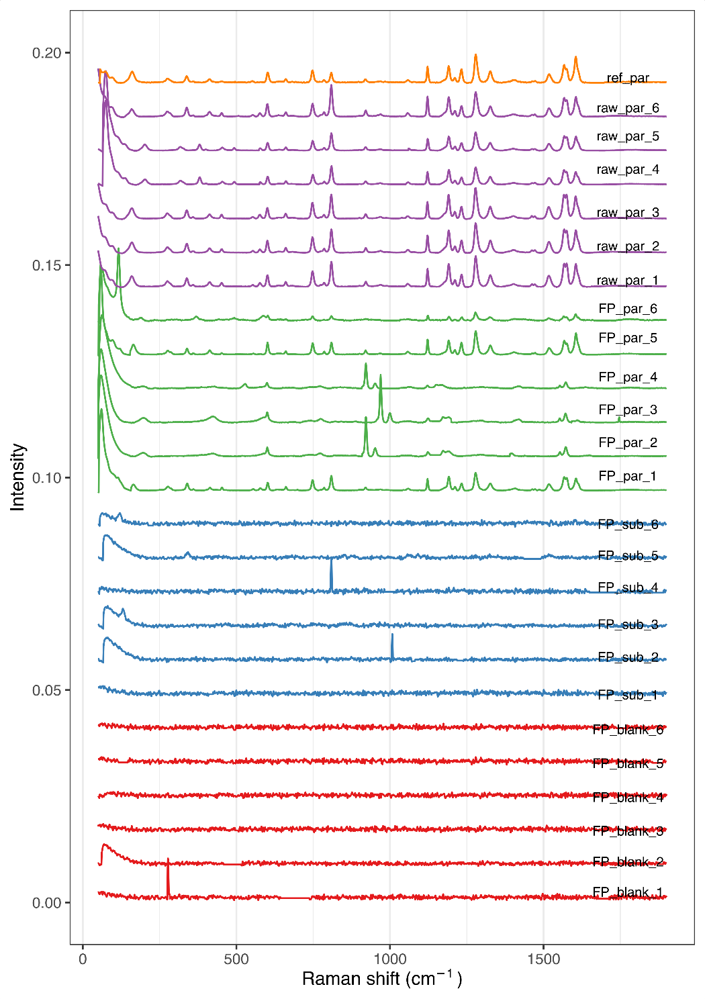 0.20
ref_par
raw_par_6
raw_par_5
raw_par_4
raw_par_3
raw_par_2
0.15
raw_par_1
FP_par_6
FP_par_5
FP_par_4
FP_par_3
FP_par_2
Intensity
0.10
FP_par_1
FP_sub_6
FP_sub_5
FP_sub_4
FP_sub_3
FP_sub_2
0.05
FP_sub_1
FP_blank_6
FP_blank_5
FP_blank_4
FP_blank_3
FP_blank_2
FP_blank_1
0.00
0 500 1000 1500
Raman shift (cm⁻¹)